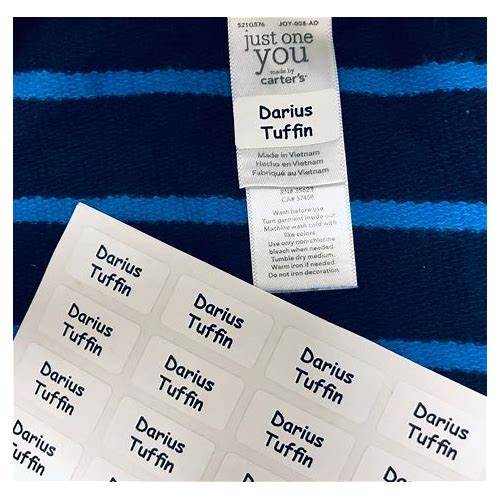 5210576 JOY-008-AD
just one
you
made by
carter's
Darius
Tuffin
Made in Vietnam
Hecho en Vietnam
Fabriqué au Vietnam
RN# 35623
CA# 57458
Wash before use.
Turn garment inside out
Machine wash cold with
like colors.
Use only non-chlorine
bleach when needed.
Tumble dry medium.
Warm iron if needed.
Do not iron decoration.
Darius
Tuffin
Darius
Tuffin
Darius
Tuffin
Darius
Tuffin
Darius
Tuffin
Darius
Tuffin
Darius
Tuffin
Darius
Tuffin
Darius
Tuffin
Darius
Tuffin
Darius
Tuffin
Darius
Darius